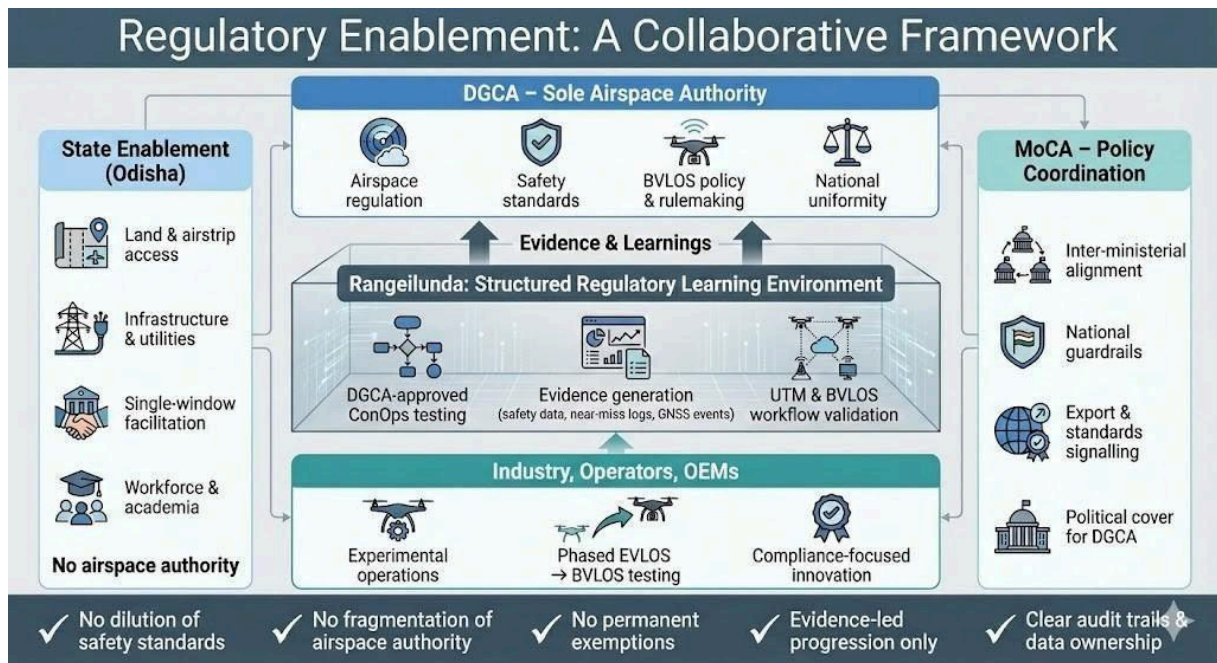 Regulatory Enablement: A Collaborative Framework
DGCA – Sole Airspace Authority
Airspace
regulation
Safety
standards
BVLOS policy
& rulemaking
National
uniformity
State Enablement
(Odisha)
Land & airstrip
access
Infrastructure
& utilities
Single-window
facilitation
Workforce &
academia
No airspace authority
Evidence & Learnings
Rangeilunda: Structured Regulatory Learning Environment
DGCA-approved
ConOps testing
Evidence generation
(safety data, near-miss logs, GNSS events)
UTM & BVLOS
workflow validation
Industry, Operators, OEMs
Experimental
operations
Phased EVLOS
→ BVLOS testing
Compliance-focused
innovation
MoCA – Policy
Coordination
Inter-ministerial
alignment
National
guardrails
Export &
standards
signalling
Political cover
for DGCA
No dilution of
safety standards
No fragmentation of
airspace authority
No permanent
exemptions
Evidence-led
progression only
Clear audit trails &
data ownership